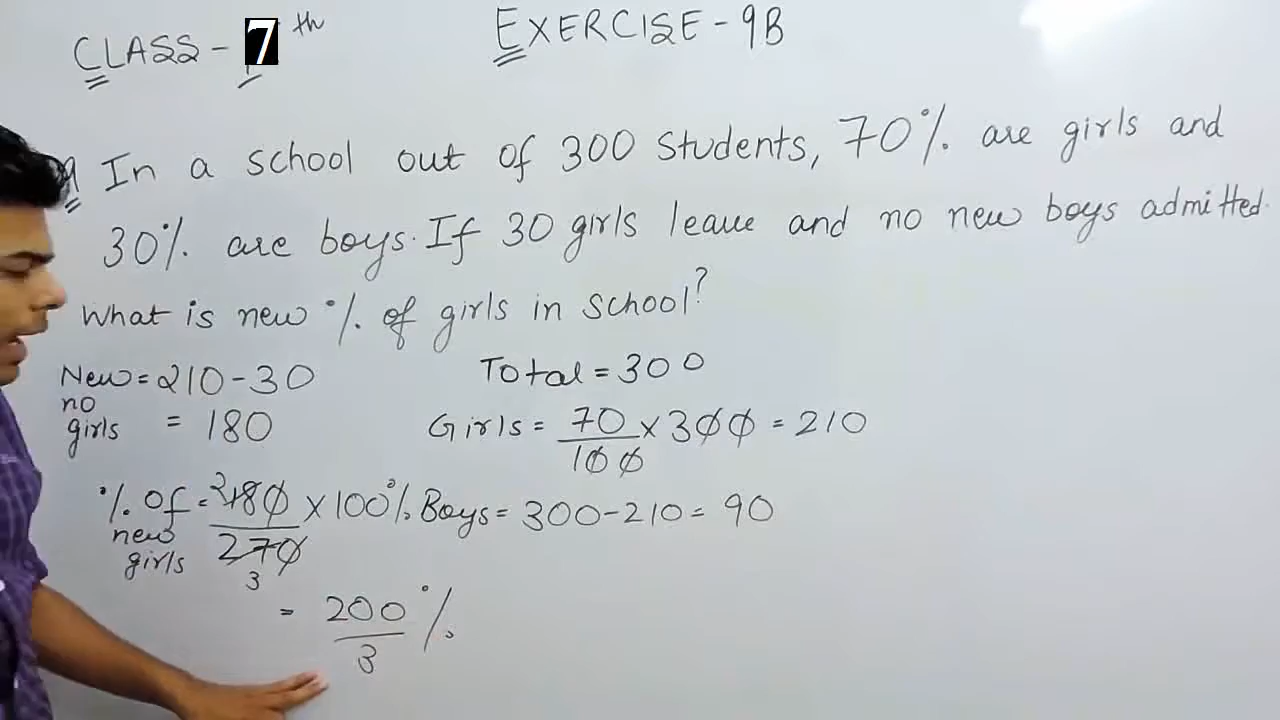 CLASS - 7th
EXERCISE - 9B
9 In a school out of 300 students, 70% are girls and
30% are boys. If 30 girls leave and no new boys admitted.
What is new % of girls in school?
New no girls = 210 - 30
= 180
Total = 300
Girls = 70/100 × 300 = 210
Boys = 300 - 210 = 90
% of new girls = 180/270 × 100%
2
3
= 200/3 %